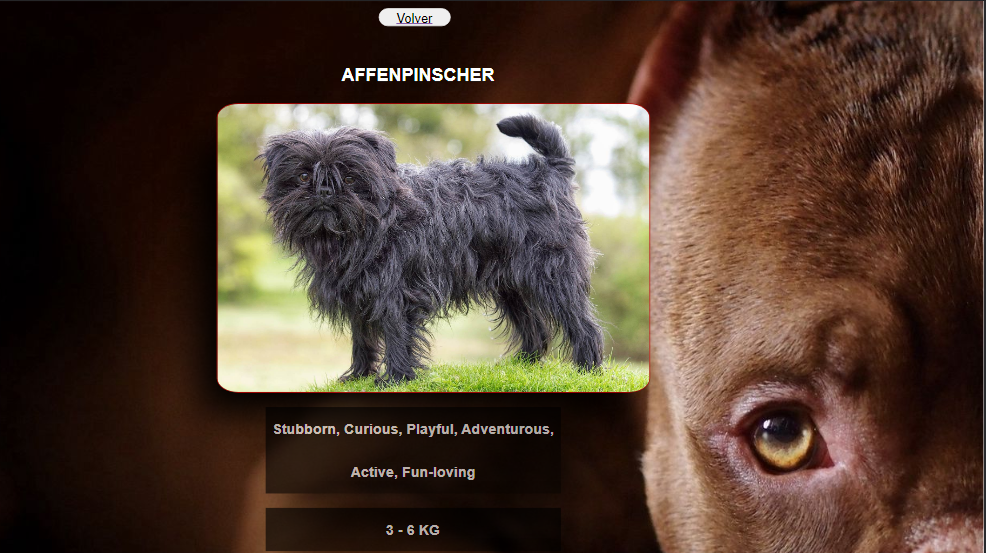 Volver
AFFENPINSCHER
Stubborn, Curious, Playful, Adventurous,
Active, Fun-loving
3 - 6 KG